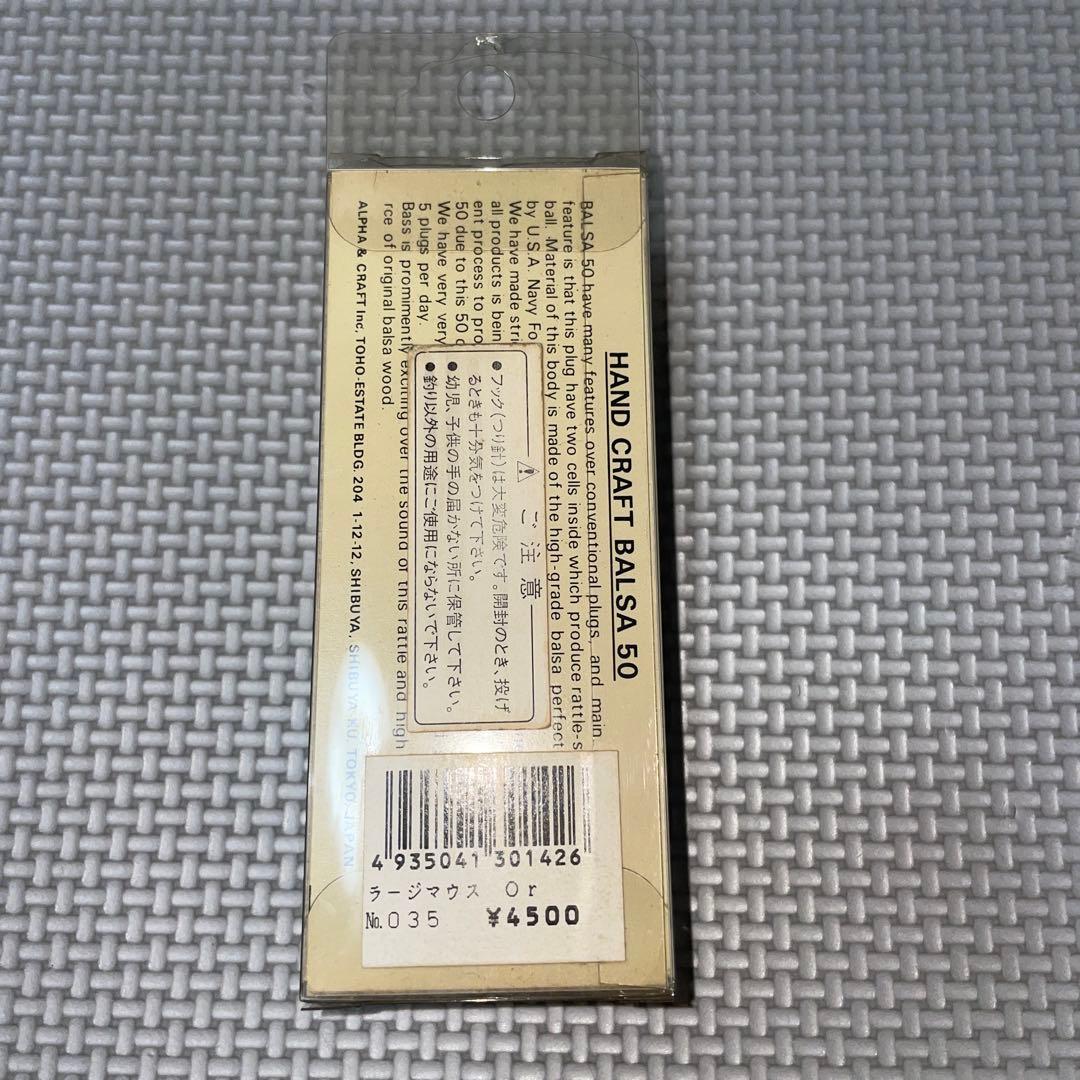 HAND CRAFT BALSA 50
BALSA 50 have many features over conventional plugs, and main
feature is that this plug have two cells inside which produce rattle-s
ball. Material of this body is made of the high-grade balsa perfect
by U.S.A. Navy Fo
We have made stri
all products is bein
ent process to pro
50 due to this 50
We have very very
5 plugs per day.
Bass is promimently exciting over the sound of this rattle and high
rce of original balsa wood.
ALPHA & CRAFT Inc, TOHO-ESTATE BLDG. 204 1-12-12, SHIBUYA, SHIBUYA-KU, TOKYO, JAPAN
⚠ ご注意
●フック(つり針)は大変危険です。開封のとき、投げ
るときも十分気をつけて下さい。
●幼児、子供の手の届かない所に保管して下さい。
●釣り以外の用途にご使用にならないで下さい。
4 935041 301426
ラージマウス Or
№035 ¥4500